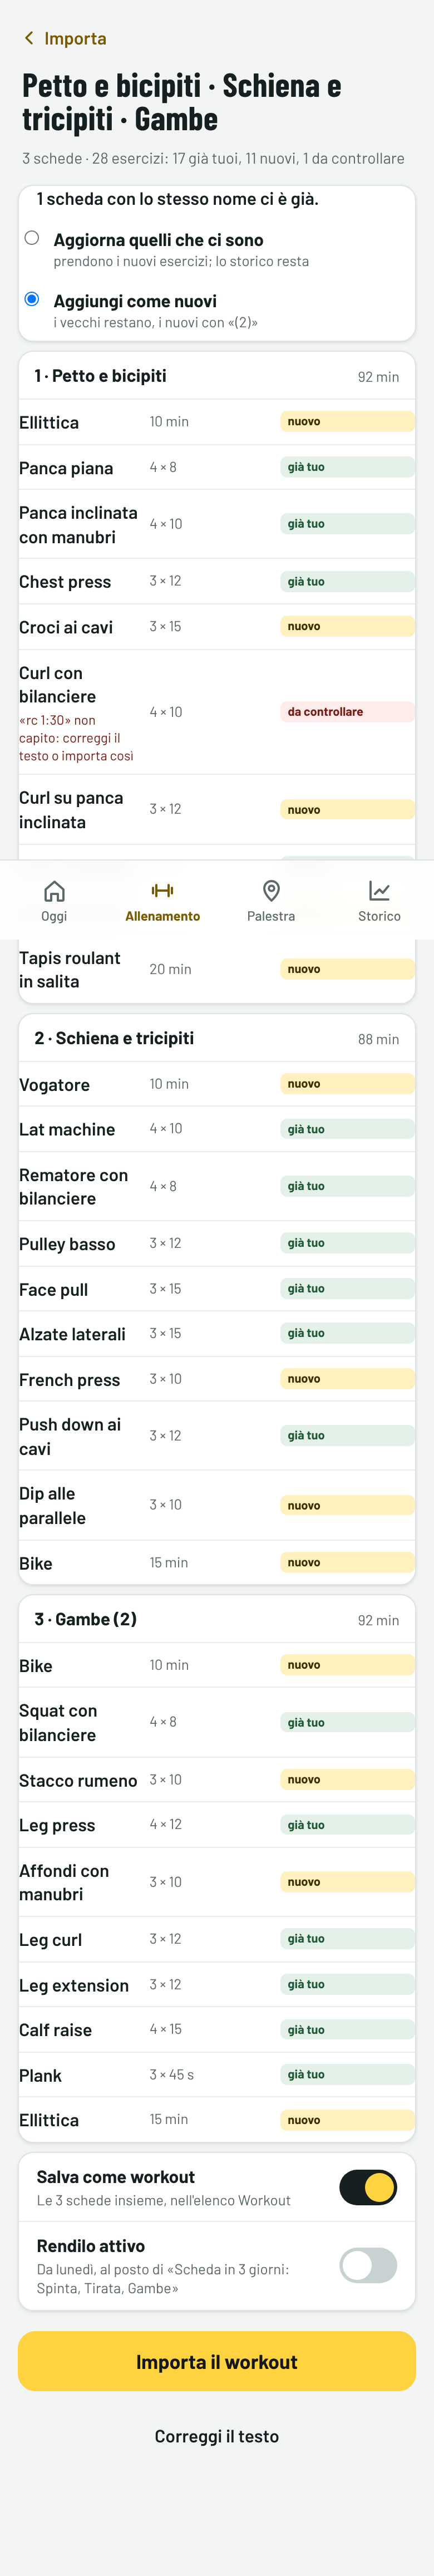 Importa
Petto e bicipiti · Schiena e
tricipiti · Gambe
3 schede · 28 esercizi: 17 già tuoi, 11 nuovi, 1 da controllare
1 scheda con lo stesso nome ci è già.
Aggiorna quelli che ci sono
prendono i nuovi esercizi; lo storico resta
Aggiungi come nuovi
i vecchi restano, i nuovi con «(2)»
1 · Petto e bicipiti 92 min
Ellittica 10 min nuovo
Panca piana 4 × 8 già tuo
Panca inclinata
con manubri 4 × 10 già tuo
Chest press 3 × 12 già tuo
Croci ai cavi 3 × 15 nuovo
Curl con
bilanciere
«rc 1:30» non
capito: correggi il
testo o importa così
4 × 10 da controllare
Curl su panca
inclinata 3 × 12 nuovo
Oggi Allenamento Palestra Storico
Tapis roulant
in salita 20 min nuovo
2 · Schiena e tricipiti 88 min
Vogatore 10 min nuovo
Lat machine 4 × 10 già tuo
Rematore con
bilanciere 4 × 8 già tuo
Pulley basso 3 × 12 già tuo
Face pull 3 × 15 già tuo
Alzate laterali 3 × 15 già tuo
French press 3 × 10 nuovo
Push down ai
cavi 3 × 12 già tuo
Dip alle
parallele 3 × 10 nuovo
Bike 15 min nuovo
3 · Gambe (2) 92 min
Bike 10 min nuovo
Squat con
bilanciere 4 × 8 già tuo
Stacco rumeno 3 × 10 nuovo
Leg press 4 × 12 già tuo
Affondi con
manubri 3 × 10 nuovo
Leg curl 3 × 12 già tuo
Leg extension 3 × 12 già tuo
Calf raise 4 × 15 già tuo
Plank 3 × 45 s già tuo
Ellittica 15 min nuovo
Salva come workout
Le 3 schede insieme, nell'elenco Workout
Rendilo attivo
Da lunedì, al posto di «Scheda in 3 giorni:
Spinta, Tirata, Gambe»
Importa il workout
Correggi il testo